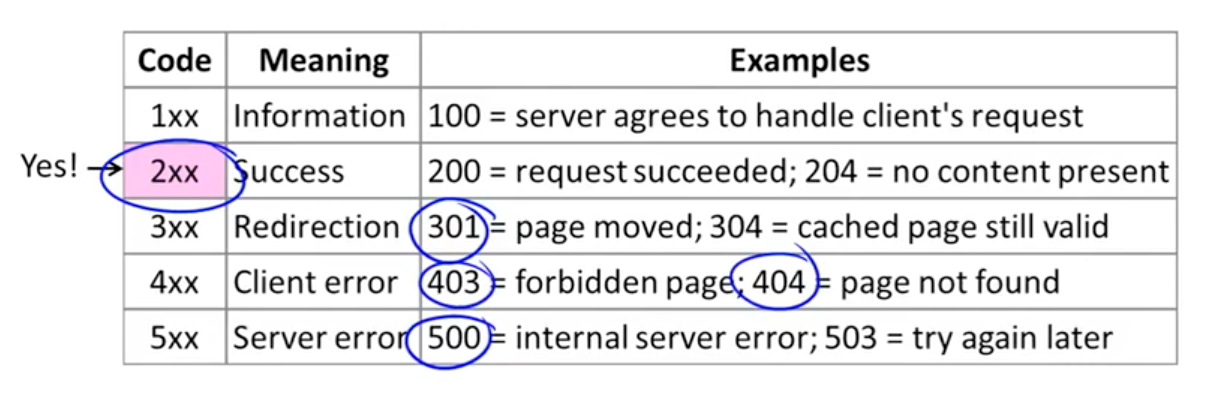 Code Meaning Examples
1xx Information 100 = server agrees to handle client's request
Yes! → 2xx Success 200 = request succeeded; 204 = no content present
3xx Redirection 301 = page moved; 304 = cached page still valid
4xx Client error 403 = forbidden page; 404 = page not found
5xx Server error 500 = internal server error; 503 = try again later